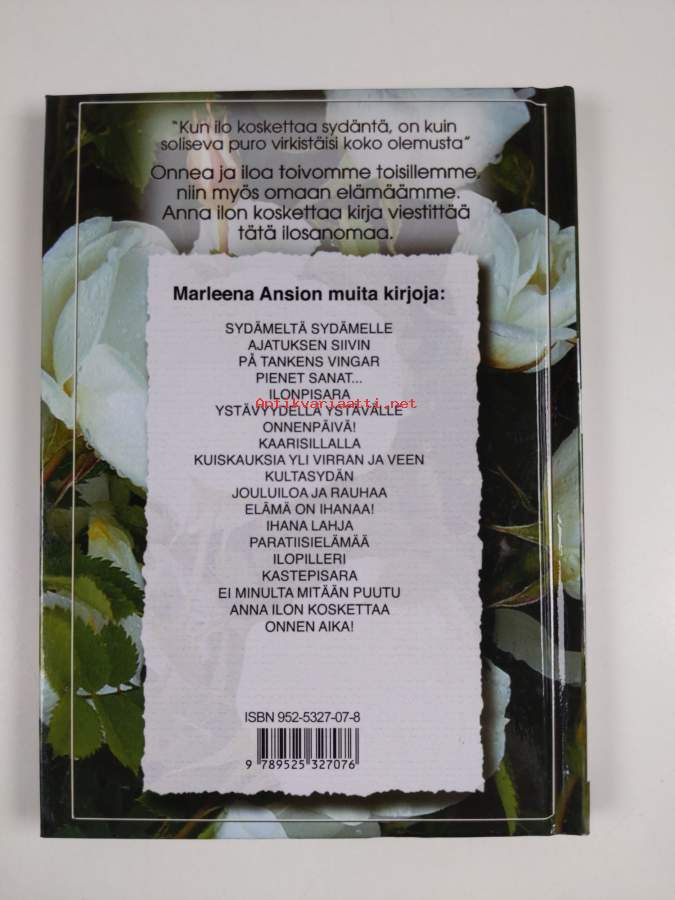 "Kun ilo koskettaa sydäntä, on kuin
soliseva puro virkistäisi koko olemusta"
Onnea ja iloa toivomme toisillemme,
niin myös omaan elämäämme.
Anna ilon koskettaa kirja viestittää
tätä ilosanomaa.
Marleena Ansion muita kirjoja:
SYDÄMELTÄ SYDÄMELLE
AJATUKSEN SIIVIN
PÅ TANKENS VINGAR
PIENET SANAT...
ILONPISARA
Antikvariaatti.net
YSTÄVYYDELLÄ YSTÄVÄLLE
ONNENPÄIVÄ!
KAARISILLALLA
KUISKAUKSIA YLI VIRRAN JA VEEN
KULTASYDÄN
JOULUILOA JA RAUHAA
ELÄMÄ ON IHANAA!
IHANA LAHJA
PARATIISIELÄMÄÄ
ILOPILLERI
KASTEPISARA
EI MINULTA MITÄÄN PUUTU
ANNA ILON KOSKETTAA
ONNEN AIKA!
ISBN 952-5327-07-8
9 789525 327076